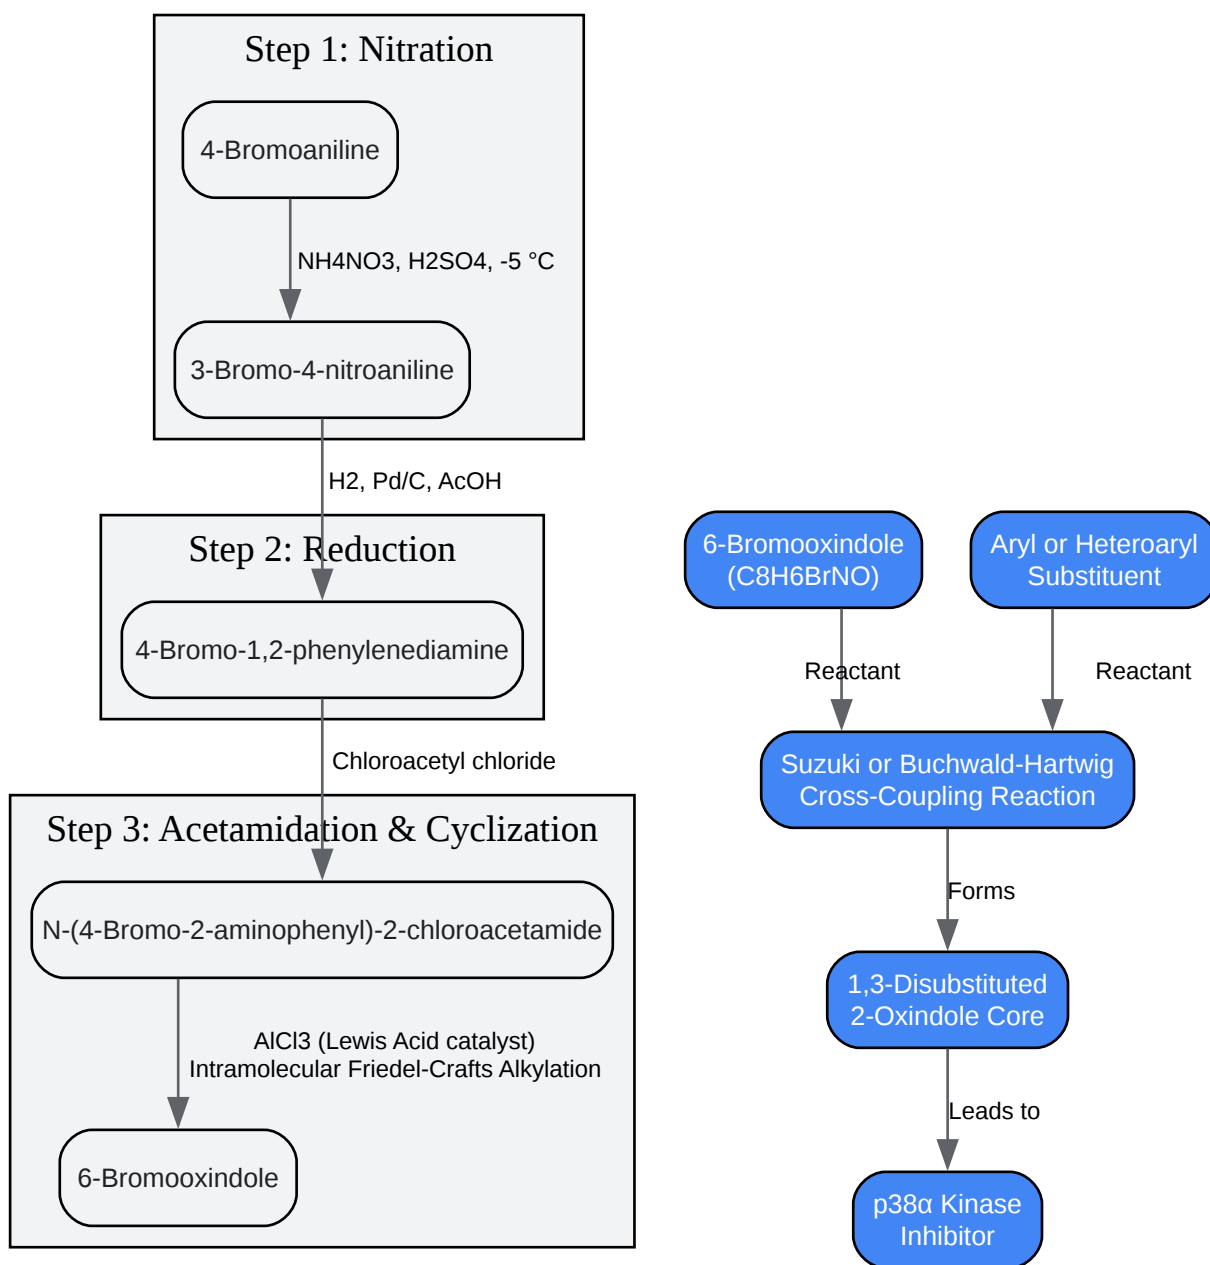 Step 1: Nitration
4-Bromoaniline
NH4NO3, H2SO4, -5 °C
3-Bromo-4-nitroaniline
H2, Pd/C, AcOH
Step 2: Reduction
4-Bromo-1,2-phenylenediamine
Chloroacetyl chloride
Step 3: Acetamidation & Cyclization
N-(4-Bromo-2-aminophenyl)-2-chloroacetamide
AlCl3 (Lewis Acid catalyst)
Intramolecular Friedel-Crafts Alkylation
6-Bromooxindole
6-Bromooxindole
(C8H6BrNO)
Aryl or Heteroaryl
Substituent
Reactant
Reactant
Suzuki or Buchwald-Hartwig
Cross-Coupling Reaction
Forms
1,3-Disubstituted
2-Oxindole Core
Leads to
p38α Kinase
Inhibitor